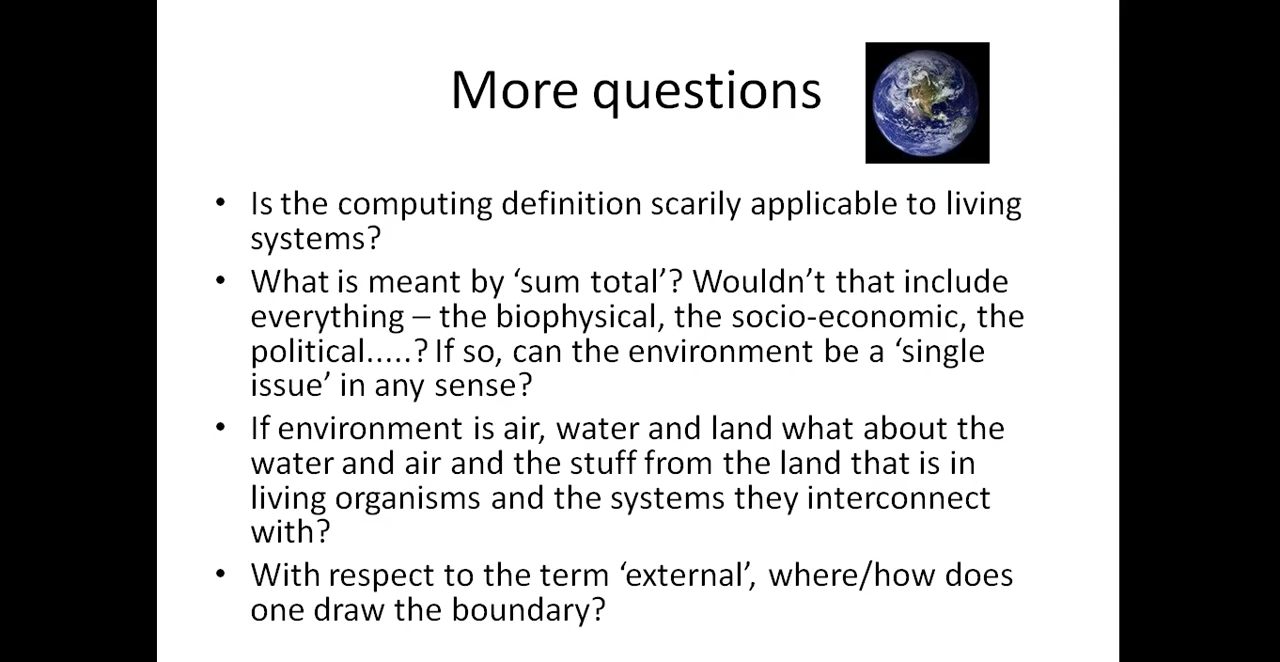 More questions
• Is the computing definition scarily applicable to living
systems?
• What is meant by ‘sum total’? Wouldn’t that include
everything – the biophysical, the socio-economic, the
political.....? If so, can the environment be a ‘single
issue’ in any sense?
• If environment is air, water and land what about the
water and air and the stuff from the land that is in
living organisms and the systems they interconnect
with?
• With respect to the term ‘external’, where/how does
one draw the boundary?